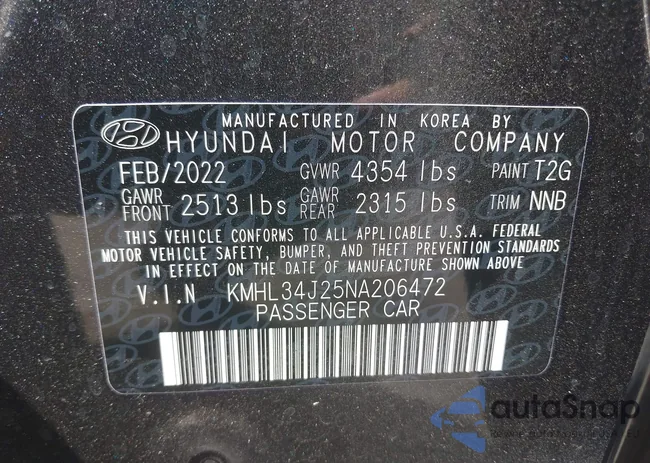 MANUFACTURED IN KOREA BY
HYUNDAI MOTOR COMPANY
FEB/2022 GVWR 4354 lbs PAINT T2G
GAWR FRONT 2513 lbs GAWR REAR 2315 lbs TRIM NNB
THIS VEHICLE CONFORMS TO ALL APPLICABLE U.S.A. FEDERAL
MOTOR VEHICLE SAFETY, BUMPER, AND THEFT PREVENTION STANDARDS
IN EFFECT ON THE DATE OF MANUFACTURE SHOWN ABOVE
V.I.N KMHL34J25NA206472
PASSENGER CAR
autoSnap